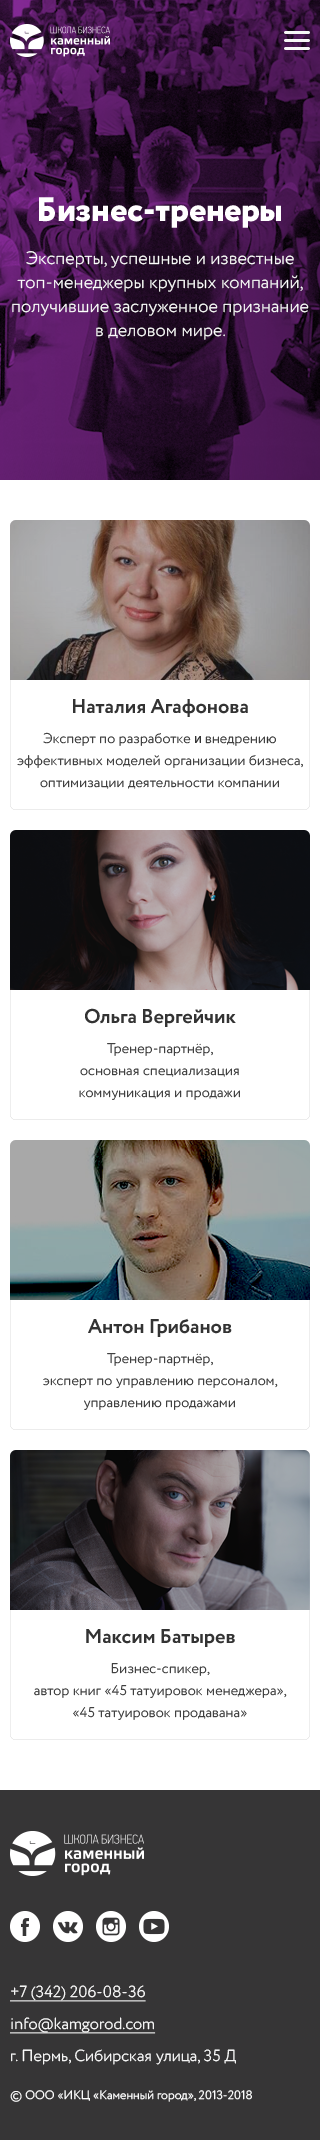 ШКОЛА БИЗНЕСА
каменный
город
Бизнес-тренеры
Эксперты, успешные и известные
топ-менеджеры крупных компаний,
получившие заслуженное признание
в деловом мире.
Наталия Агафонова
Эксперт по разработке и внедрению
эффективных моделей организации бизнеса,
оптимизации деятельности компании
Ольга Вергейчик
Тренер-партнёр,
основная специализация
коммуникация и продажи
Антон Грибанов
Тренер-партнёр,
эксперт по управлению персоналом,
управлению продажами
Максим Батырев
Бизнес-спикер,
автор книг «45 татуировок менеджера»,
«45 татуировок продавана»
ШКОЛА БИЗНЕСА
каменный
город
+7 (342) 206-08-36
info@kamgorod.com
г. Пермь, Сибирская улица, 35 Д
© ООО «ИКЦ «Каменный город», 2013-2018